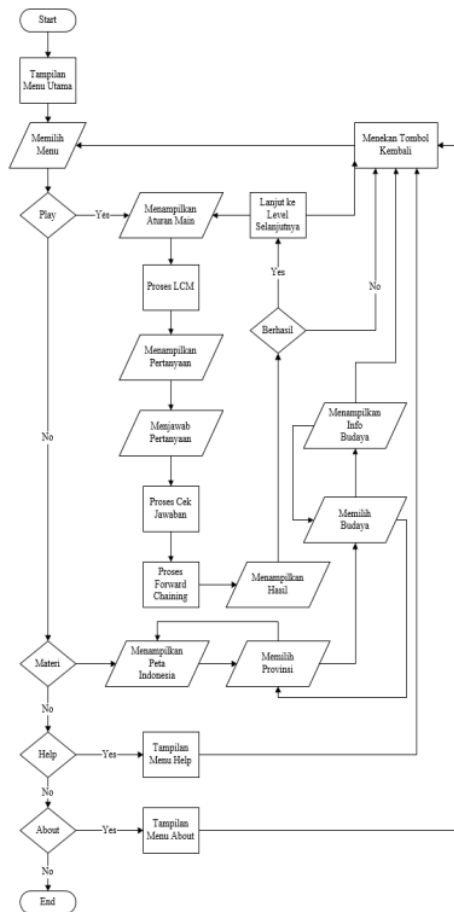 Start
Tampilan
Menu Utama
Memilih
Menu
Menekan Tombol
Kembali
Play
Yes
Menampilkan
Aturan Main
Lanjut ke
Level
Selanjutnya
Proses LCM
Yes
No
Berhasil
Menampilkan
Pertanyaan
Menjawab
Pertanyaan
Menampilkan
Info
Budaya
No
Proses Cek
Jawaban
Memilih
Budaya
Proses
Forward
Chaining
Menampilkan
Hasil
Materi
Menampilkan
Peta
Indonesia
Memilih
Provinsi
No
Help
Yes
Tampilan
Menu Help
No
About
Yes
Tampilan
Menu About
No
End